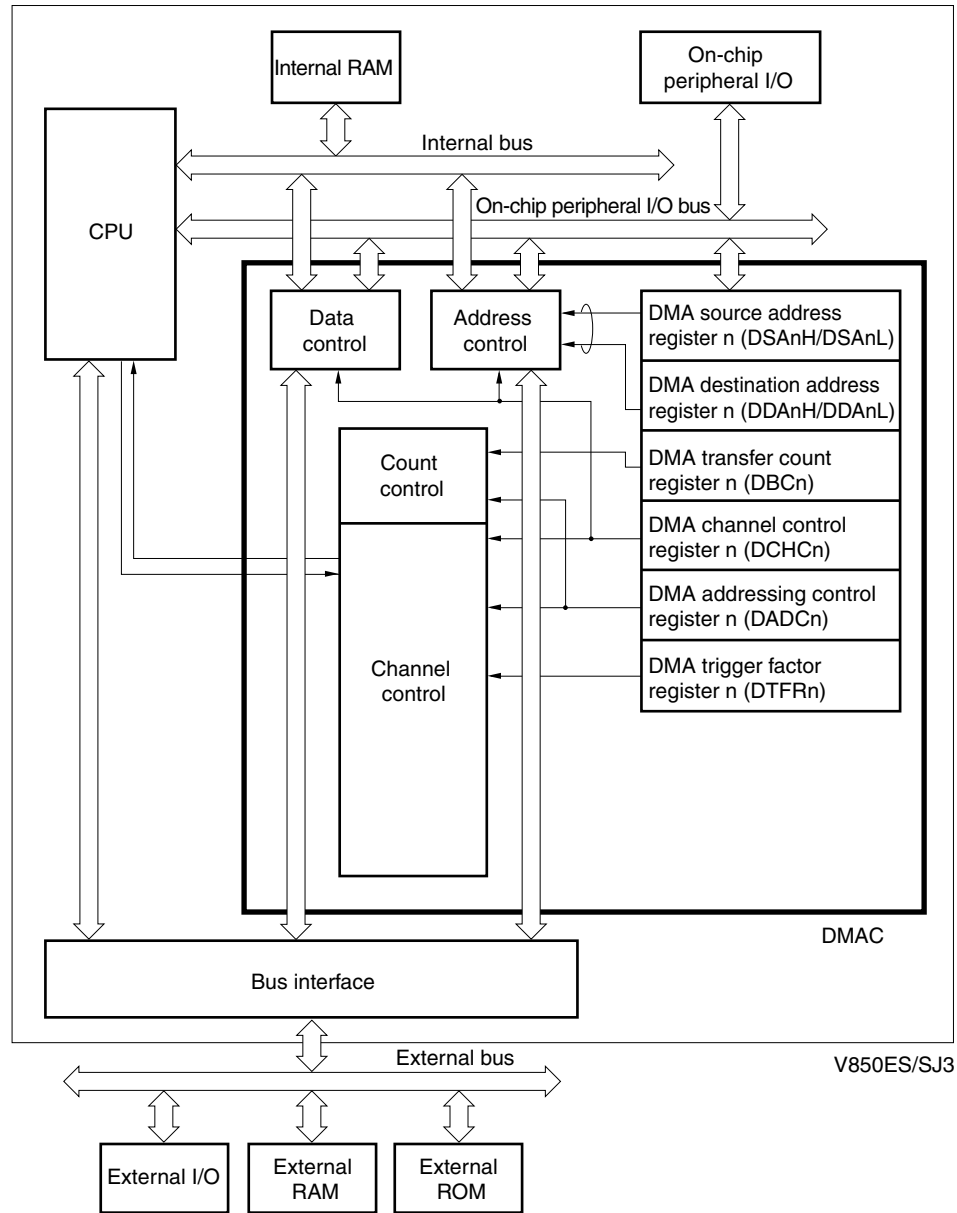 Internal RAM
On-chip
peripheral I/O
Internal bus
On-chip peripheral I/O bus
CPU
Data
control
Address
control
DMA source address
register n (DSAnH/DSAnL)
DMA destination address
register n (DDAnH/DDAnL)
Count
control
DMA transfer count
register n (DBCn)
DMA channel control
register n (DCHCn)
DMA addressing control
register n (DADCn)
Channel
control
DMA trigger factor
register n (DTFRn)
DMAC
Bus interface
External bus
V850ES/SJ3
External I/O
External
RAM
External
ROM